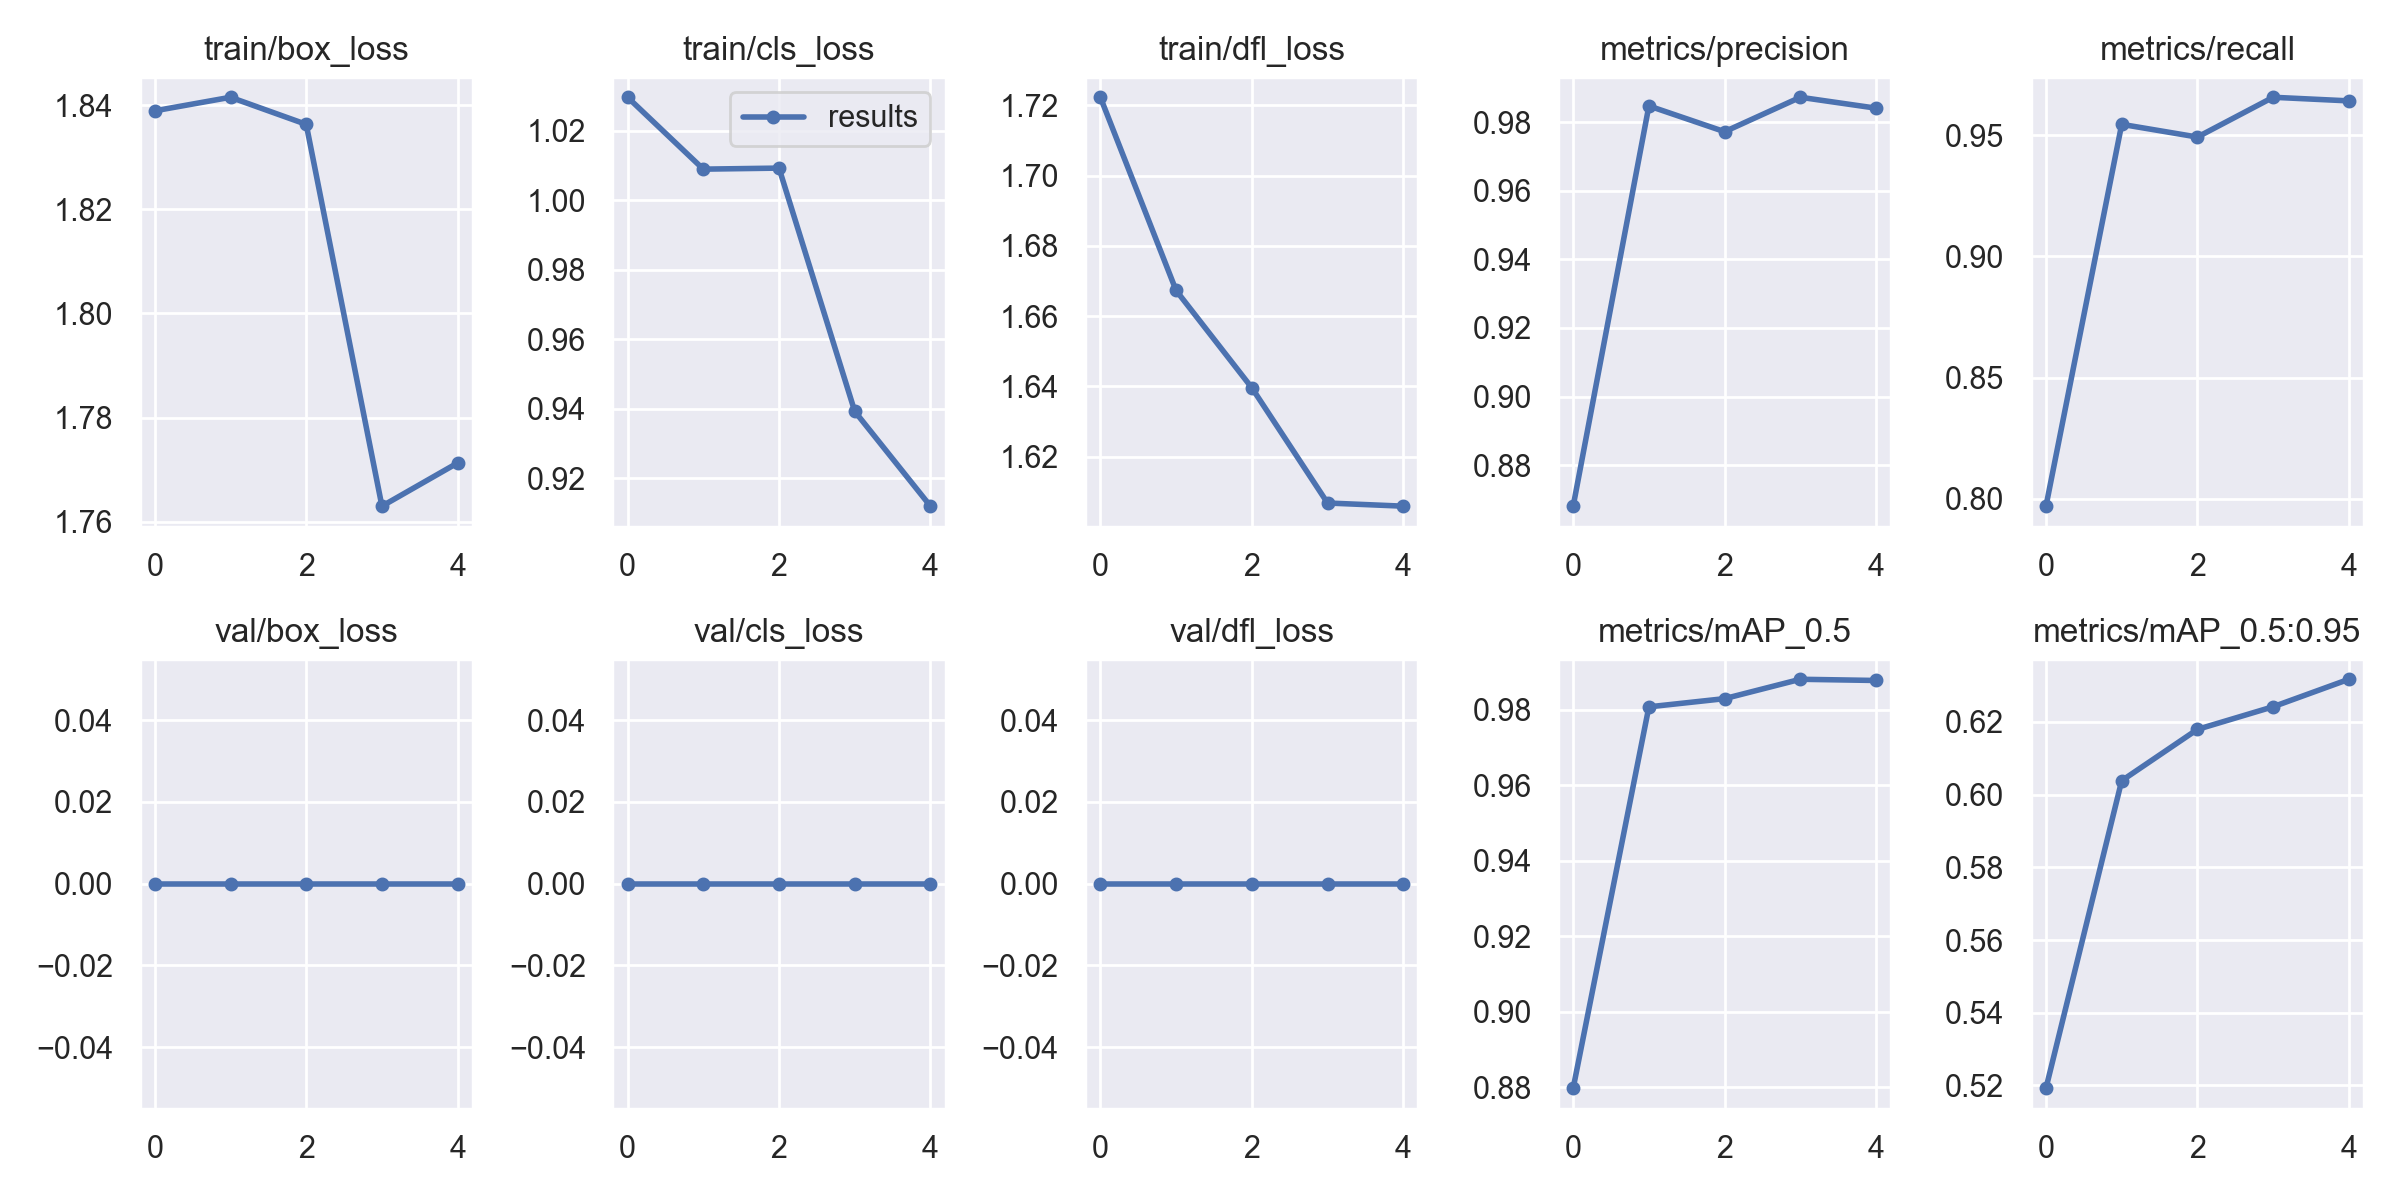 train/box_loss
train/cls_loss
train/dfl_loss
metrics/precision
metrics/recall
1.84
1.82
1.80
1.78
1.76
0 2 4
results
1.02
1.00
0.98
0.96
0.94
0.92
0 2 4
1.72
1.70
1.68
1.66
1.64
1.62
0 2 4
0.98
0.96
0.94
0.92
0.90
0.88
0 2 4
0.95
0.90
0.85
0.80
0 2 4
val/box_loss
val/cls_loss
val/dfl_loss
metrics/mAP_0.5
metrics/mAP_0.5:0.95
0.04
0.02
0.00
−0.02
−0.04
0 2 4
0.04
0.02
0.00
−0.02
−0.04
0 2 4
0.04
0.02
0.00
−0.02
−0.04
0 2 4
0.98
0.96
0.94
0.92
0.90
0.88
0 2 4
0.62
0.60
0.58
0.56
0.54
0.52
0 2 4